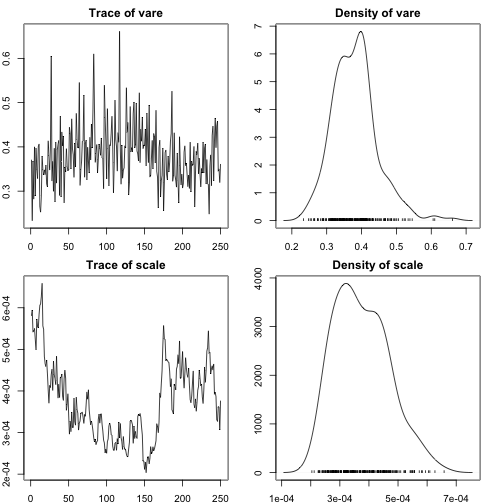 Trace of vare
Density of vare
0.6
0.5
0.4
0.3
0 50 100 150 200 250
7
6
5
4
3
2
1
0
0.2 0.3 0.4 0.5 0.6 0.7
Trace of scale
Density of scale
6e-04
5e-04
4e-04
3e-04
2e-04
0 50 100 150 200 250
4000
3000
2000
1000
0
1e-04 3e-04 5e-04 7e-04